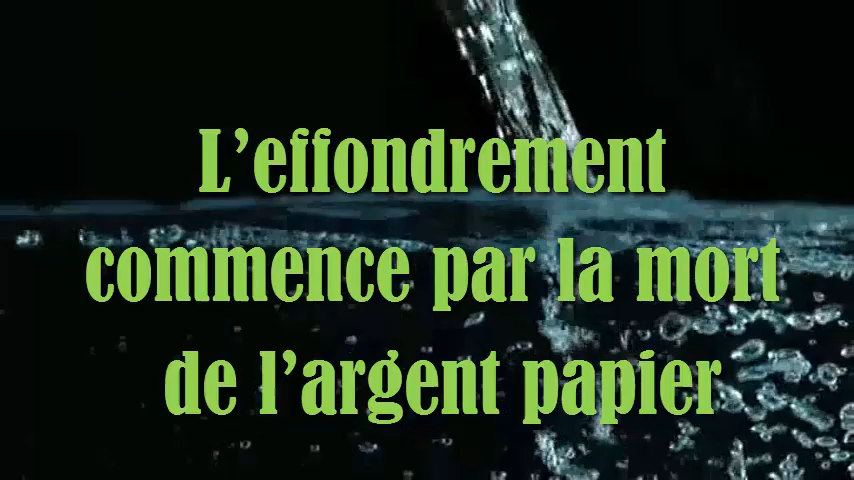 L’effondrement
commence par la mort
de l’argent papier